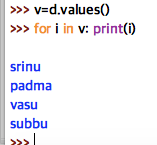 >>> v=d.values()
>>> for i in v: print(i)
srinu
padma
vasu
subbu
>>>